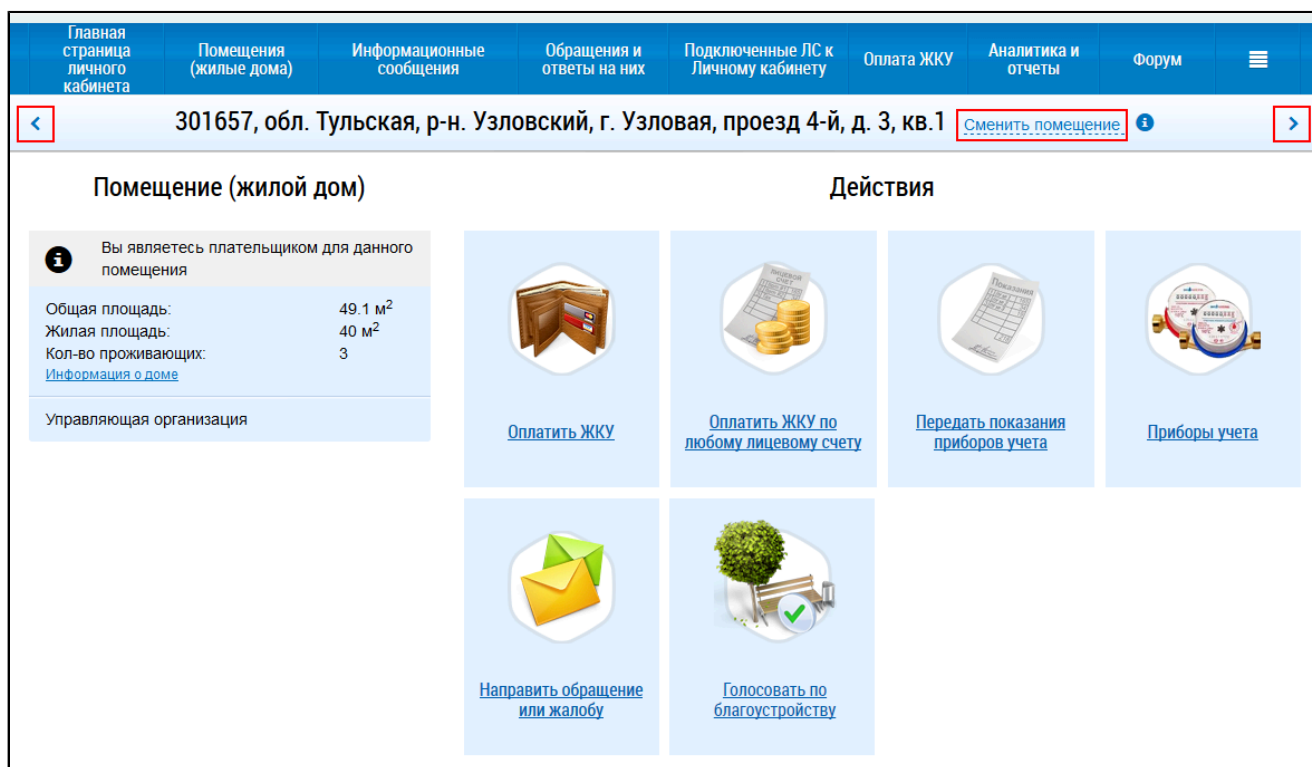 Главная
страница
личного
кабинета
Помещения
(жилые дома)
Информационные
сообщения
Обращения и
ответы на них
Подключенные ЛС к
Личному кабинету
Оплата ЖКУ
Аналитика и
отчеты
Форум
301657, обл. Тульская, р-н. Узловский, г. Узловая, проезд 4-й, д. 3, кв.1 Сменить помещение
Помещение (жилой дом)
Действия
Вы являетесь плательщиком для данного
помещения
Общая площадь: 49.1 м²
Жилая площадь: 40 м²
Кол-во проживающих: 3
Информация о доме
Управляющая организация
ЛИЦЕВОЙ
СЧЕТ
Показания
Оплатить ЖКУ
Оплатить ЖКУ по
любому лицевому счету
Передать показания
приборов учета
Приборы учета
Направить обращение
или жалобу
Голосовать по
благоустройству